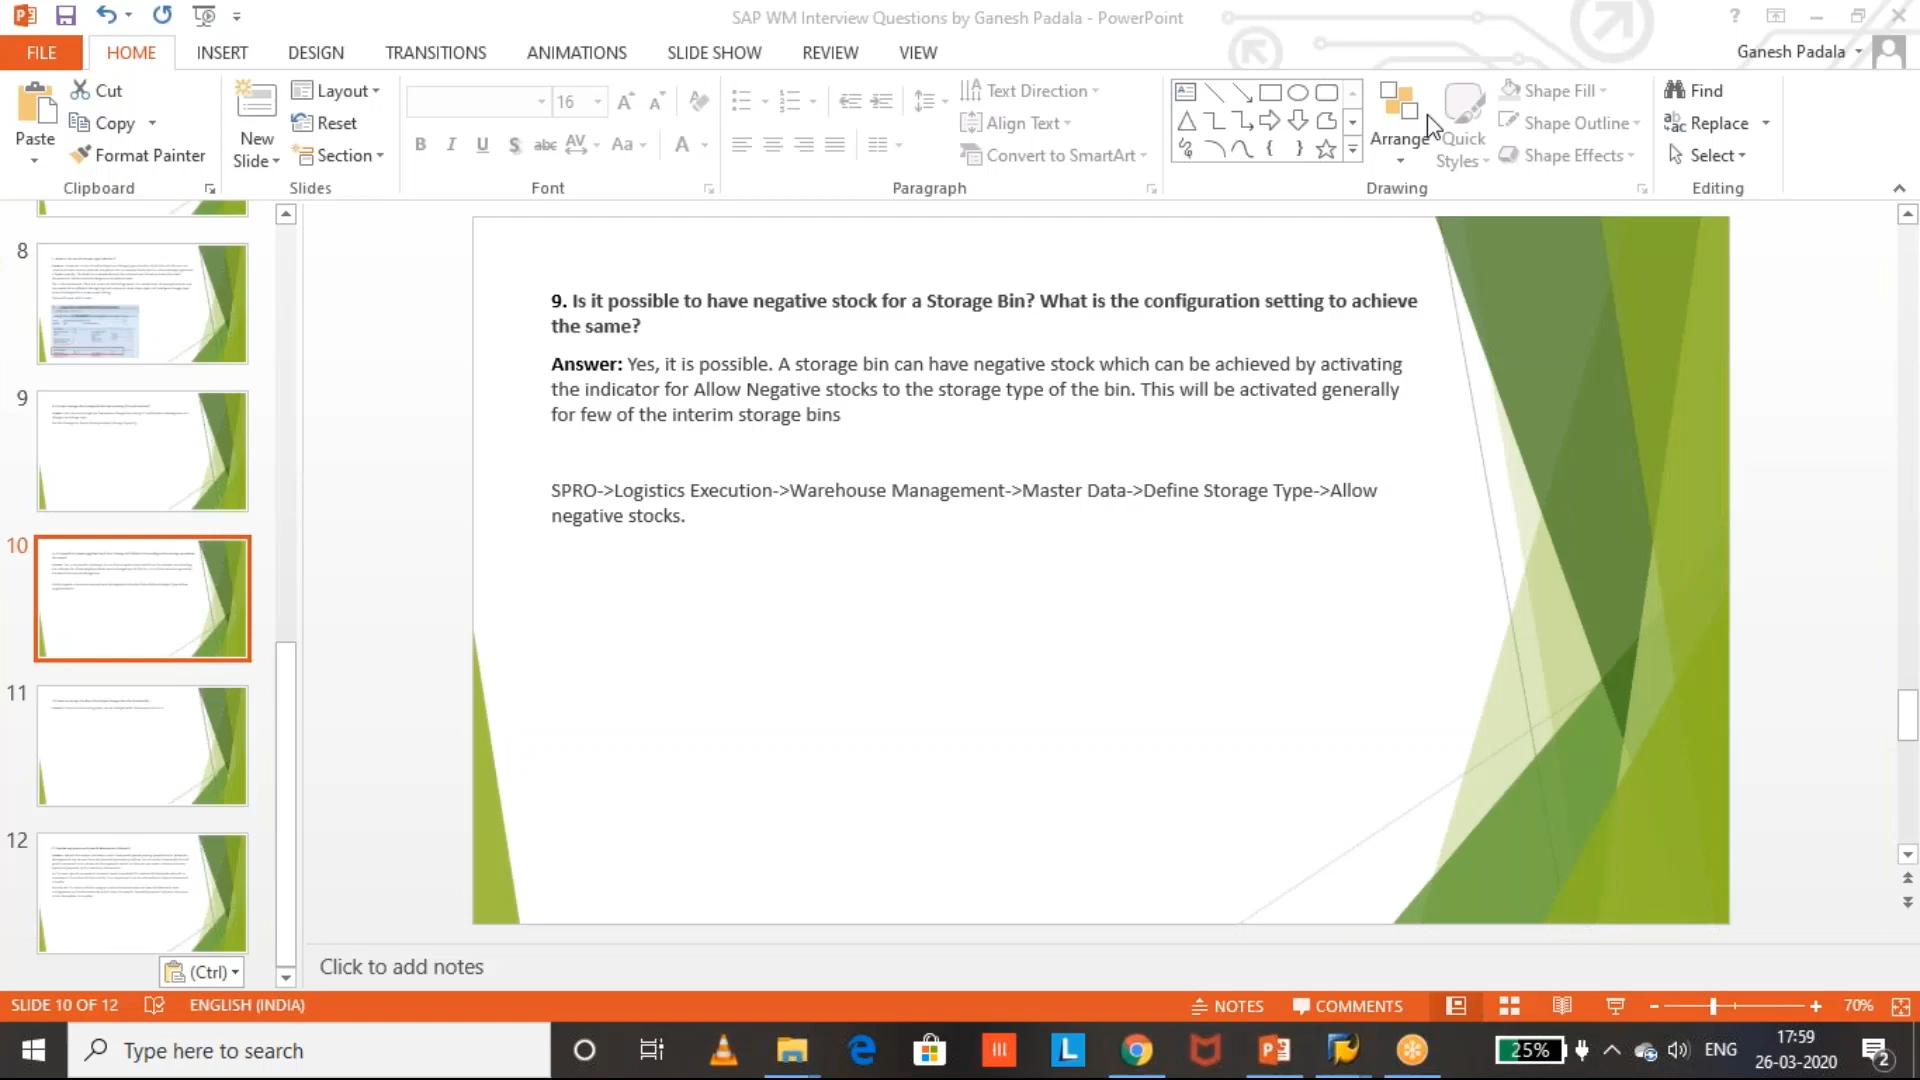 SAP WM Interview Questions by Ganesh Padala - PowerPoint
FILE HOME INSERT DESIGN TRANSITIONS ANIMATIONS SLIDE SHOW REVIEW VIEW
Ganesh Padala
Paste
Cut
Copy
Format Painter
Clipboard
New
Slide
Layout
Reset
Section
Slides
16
Font
Text Direction
Align Text
Convert to SmartArt
Paragraph
Arrange
Quick
Styles
Shape Fill
Shape Outline
Shape Effects
Drawing
Find
Replace
Select
Editing
8
9
10
11
12
(Ctrl)
9. Is it possible to have negative stock for a Storage Bin? What is the configuration setting to achieve
the same?
Answer: Yes, it is possible. A storage bin can have negative stock which can be achieved by activating
the indicator for Allow Negative stocks to the storage type of the bin. This will be activated generally
for few of the interim storage bins
SPRO->Logistics Execution->Warehouse Management->Master Data->Define Storage Type->Allow
negative stocks.
Click to add notes
SLIDE 10 OF 12 ENGLISH (INDIA) NOTES COMMENTS 70%
Type here to search
25%
ENG
17:59
26-03-2020
2